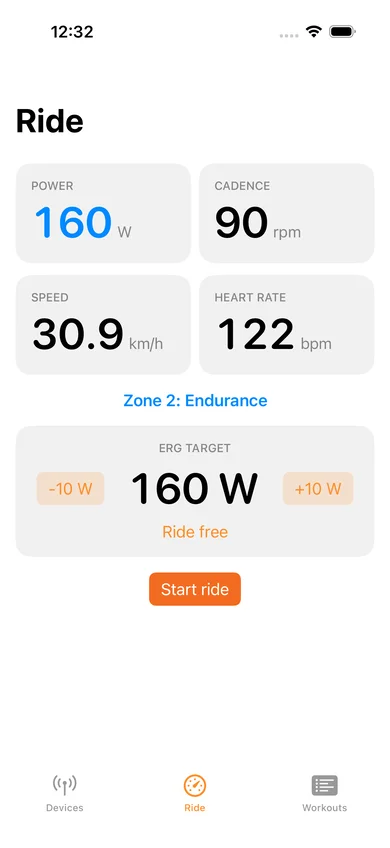 12:32
Ride
POWER
160 W
CADENCE
90 rpm
SPEED
30.9 km/h
HEART RATE
122 bpm
Zone 2: Endurance
ERG TARGET
-10 W
160 W
+10 W
Ride free
Start ride
Devices
Ride
Workouts